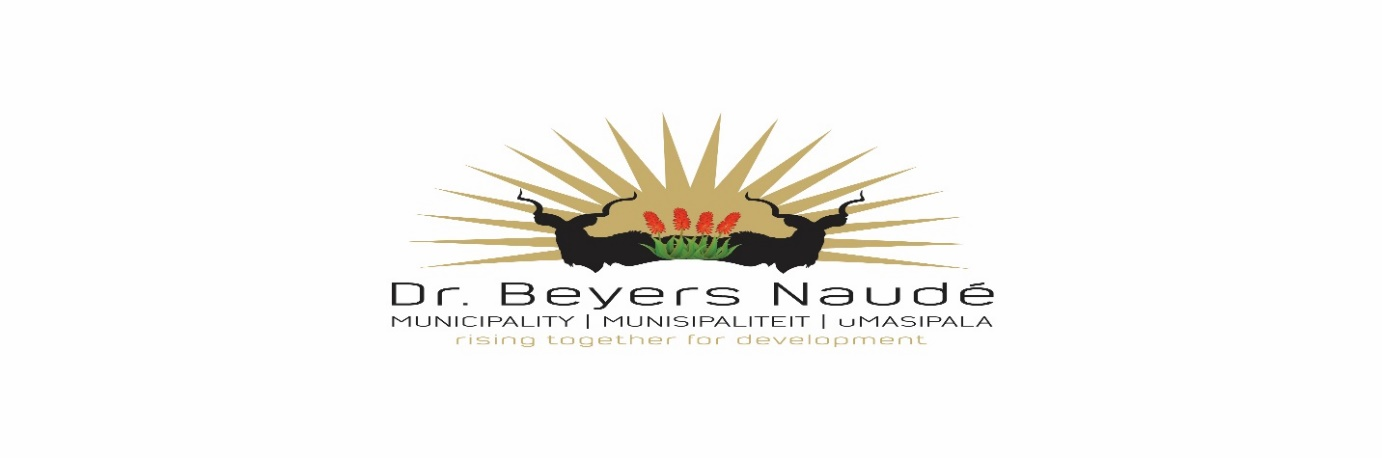 Dr. Beyers Naudé
MUNICIPALITY | MUNISIPALITEIT | uMASIPALA
rising together for development